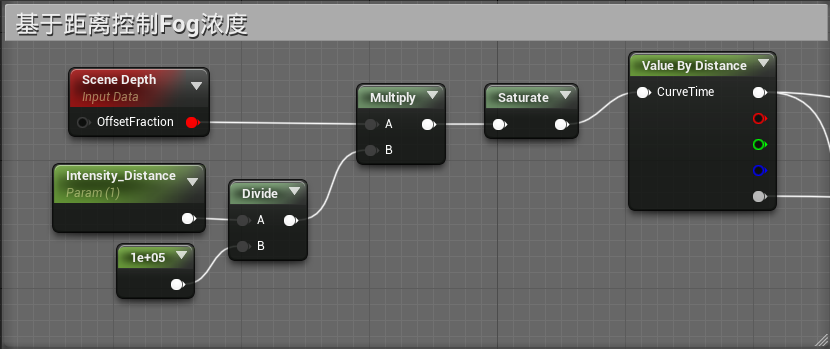 基于距离控制Fog浓度
Scene Depth
Input Data
OffsetFraction
Intensity_Distance
Param (1)
1e+05
Divide
A
B
Multiply
A
B
Saturate
Value By Distance
CurveTime